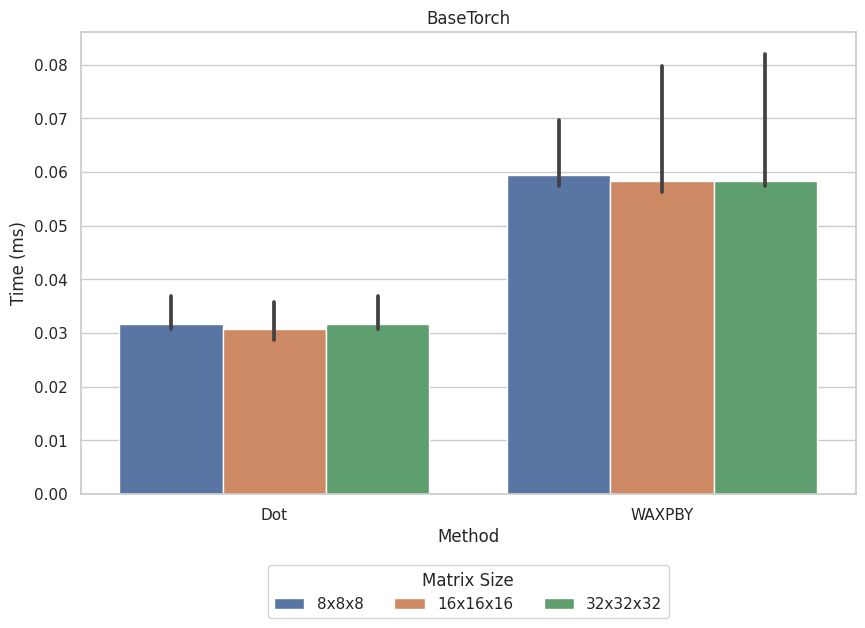 BaseTorch
0.08
0.07
0.06
0.05
0.04
0.03
0.02
0.01
0.00
Time (ms)
Dot WAXPBY
Method
Matrix Size
8x8x8 16x16x16 32x32x32